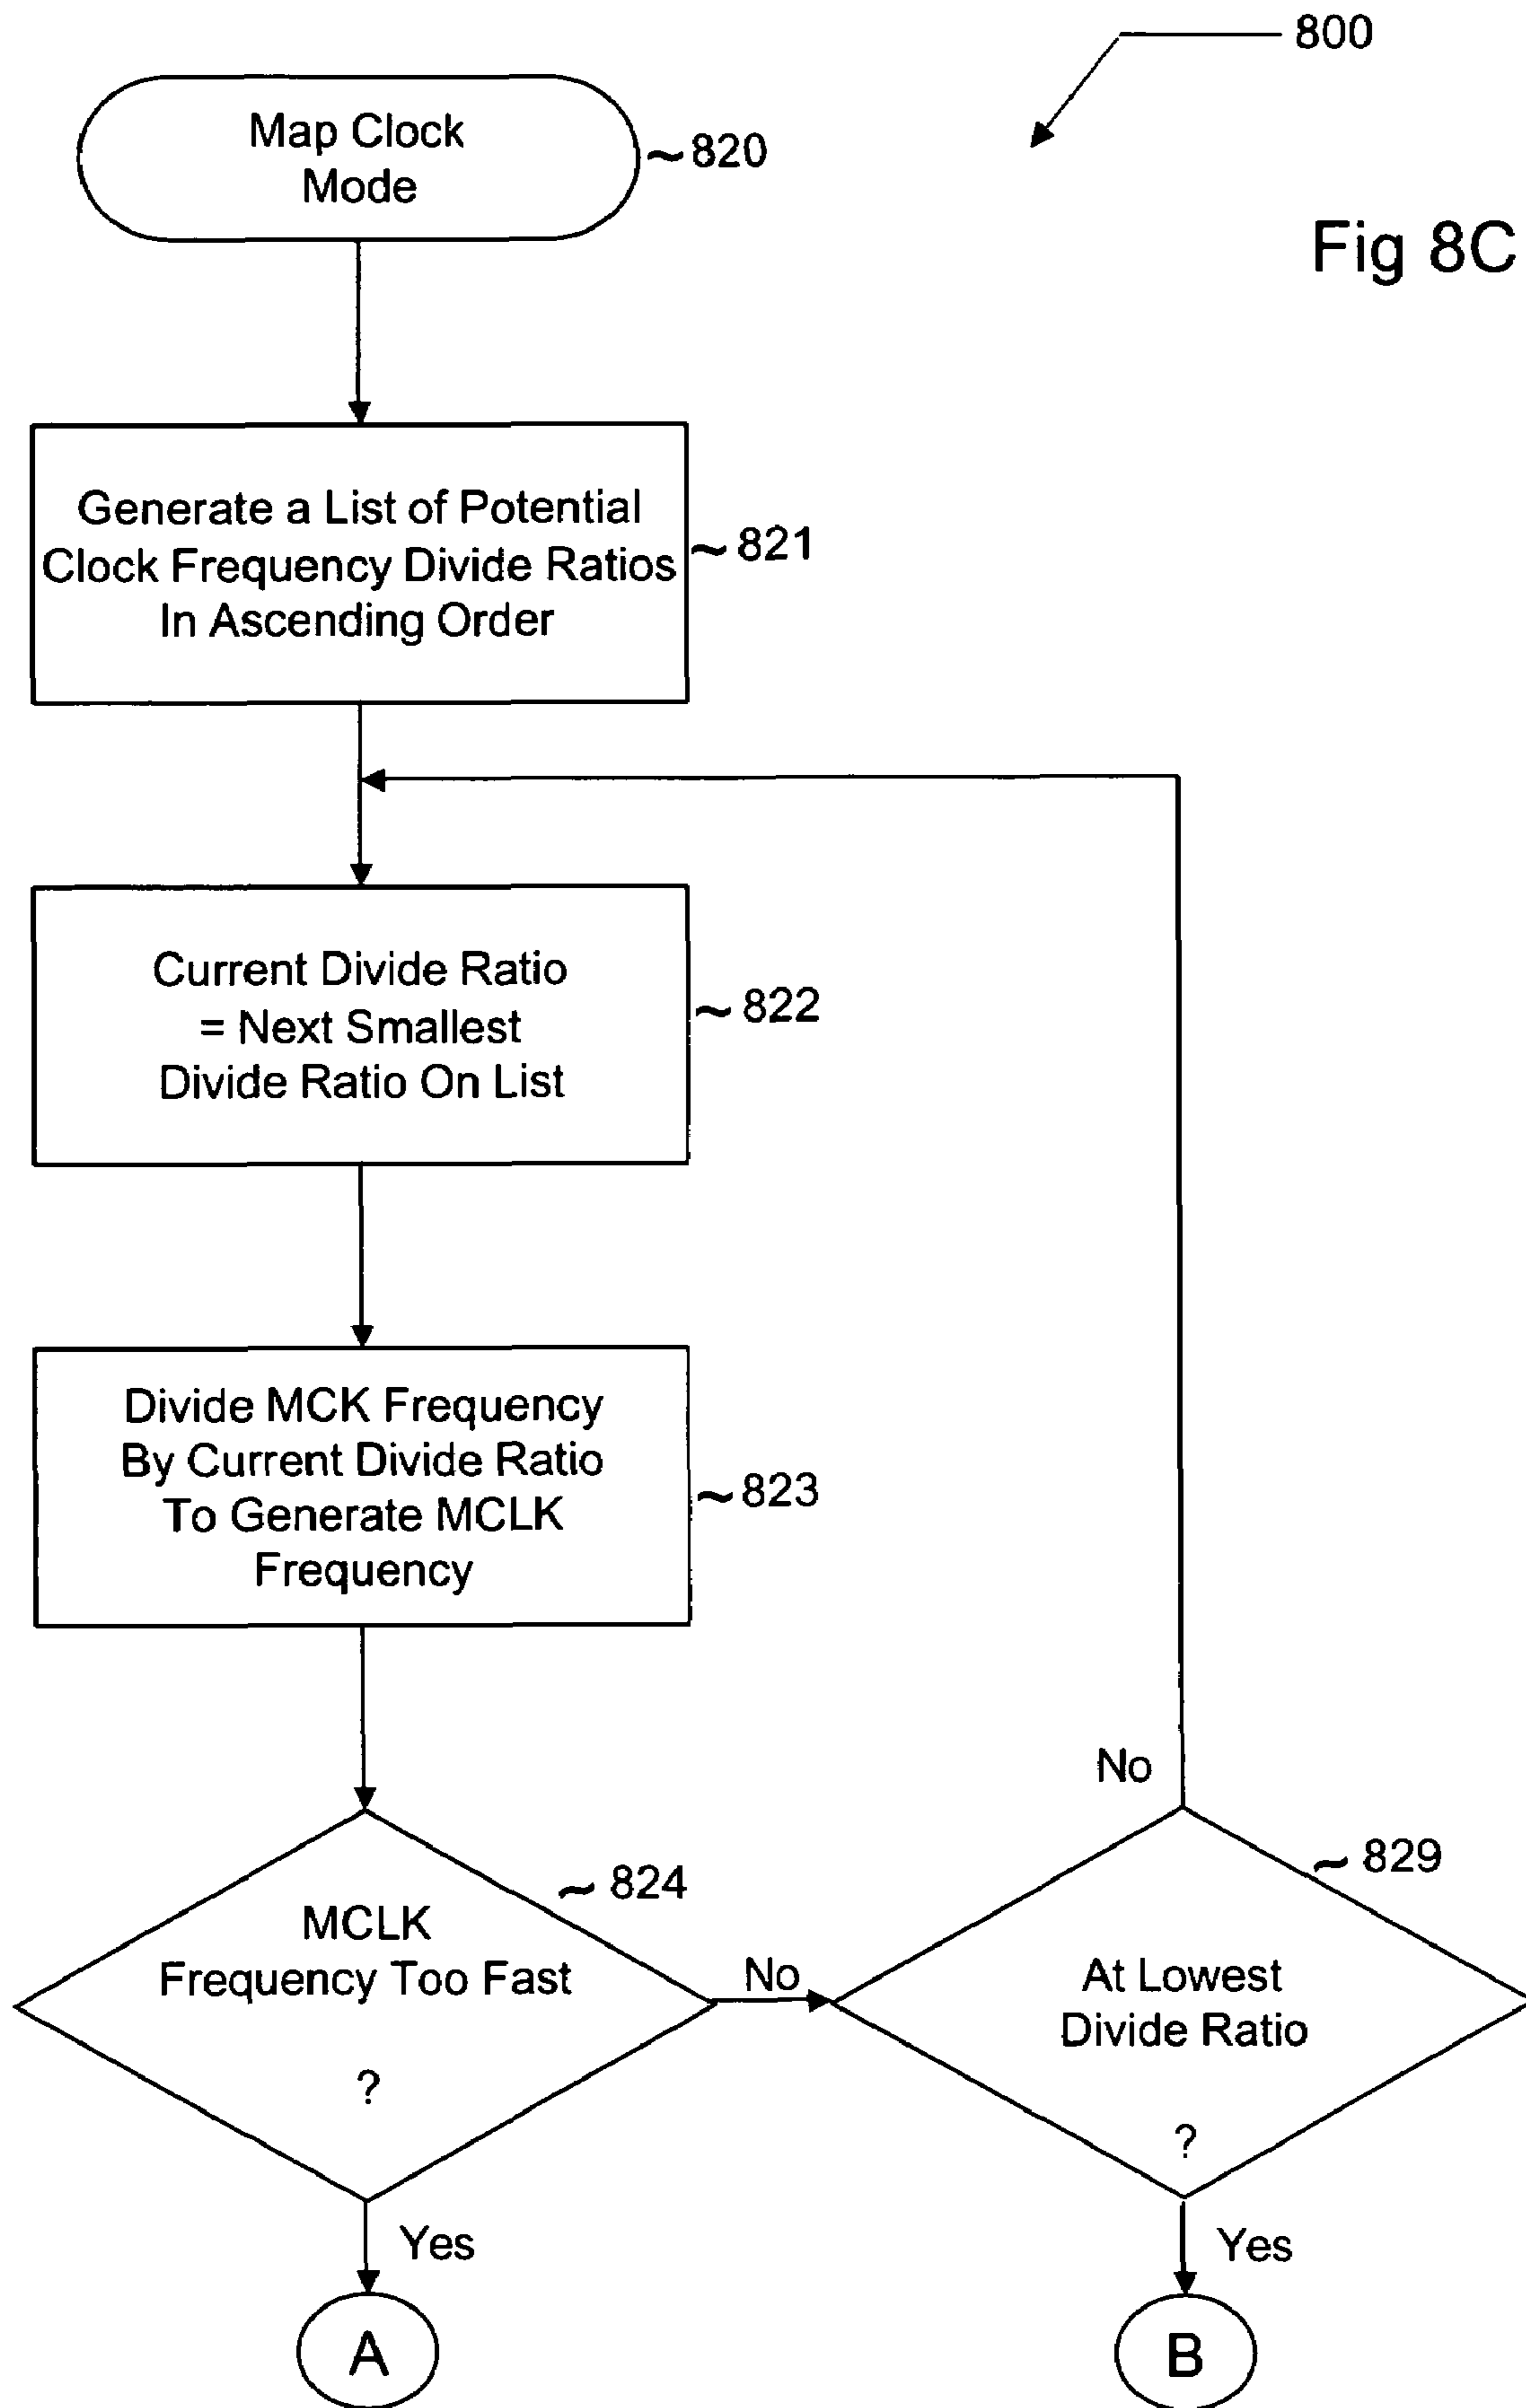 800
Map Clock
Mode
~820
Fig 8C
Generate a List of Potential
Clock Frequency Divide Ratios
In Ascending Order
~821
Current Divide Ratio
= Next Smallest
Divide Ratio On List
~822
Divide MCK Frequency
By Current Divide Ratio
To Generate MCLK
Frequency
~823
No
~824
MCLK
Frequency Too Fast
?
No
~829
At Lowest
Divide Ratio
?
Yes
Yes
A
B